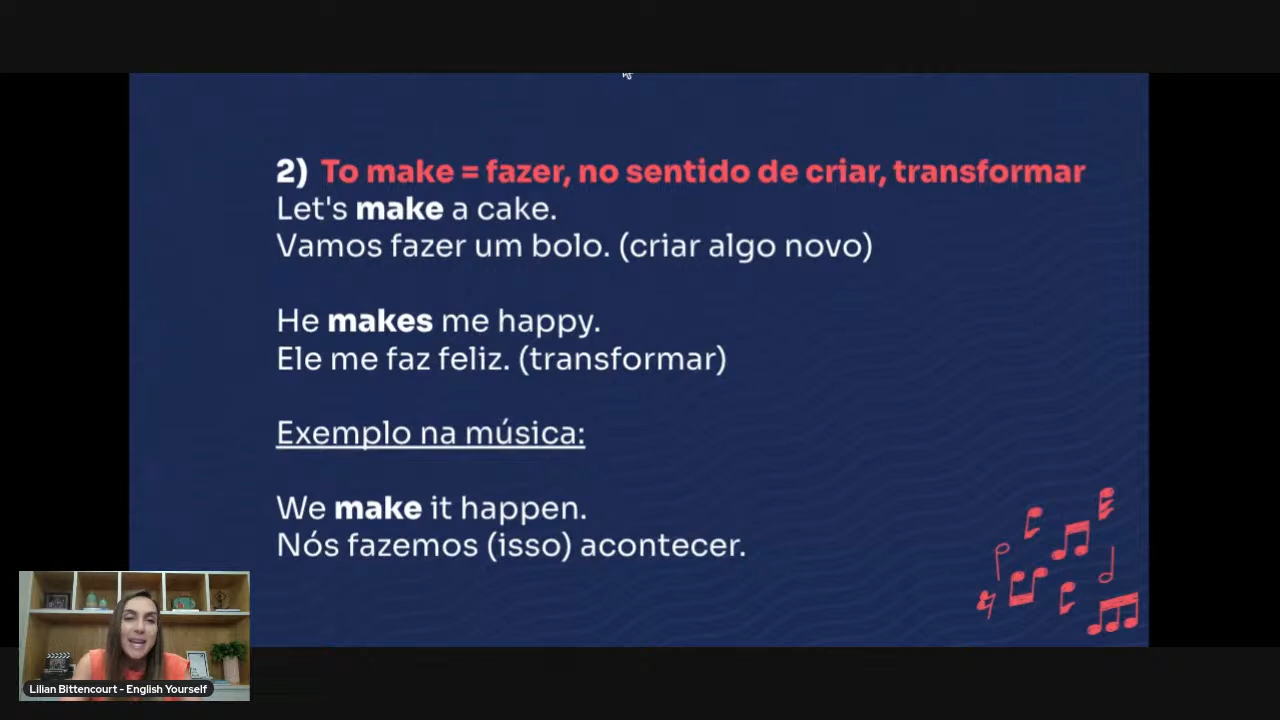 2) To make = fazer, no sentido de criar, transformar
Let's make a cake.
Vamos fazer um bolo. (criar algo novo)
He makes me happy.
Ele me faz feliz. (transformar)
Exemplo na música:
We make it happen.
Nós fazemos (isso) acontecer.
Lilian Bittencourt - English Yourself